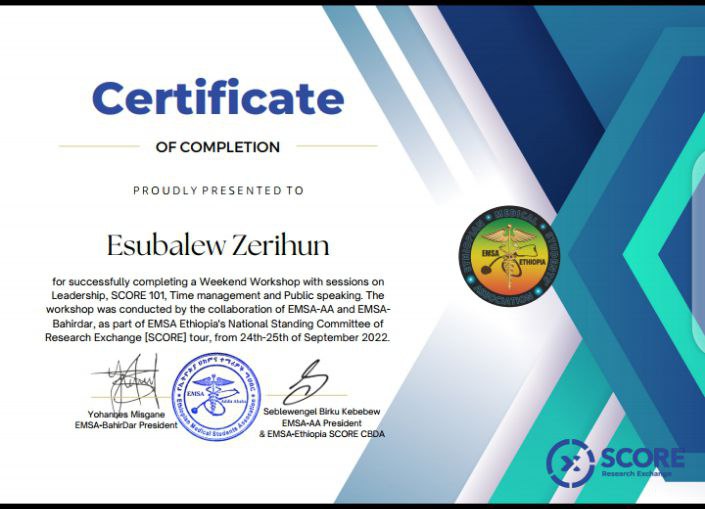 Certificate
OF COMPLETION
PROUDLY PRESENTED TO
Esubalew Zerihun
for successfully completing a Weekend Workshop with sessions on
Leadership, SCORE 101, Time management and Public speaking. The
workshop was conducted by the collaboration of EMSA-AA and EMSA-
Bahirdar, as part of EMSA Ethiopia's National Standing Committee of
Research Exchange [SCORE] tour, from 24th-25th of September 2022.
Yohannes Misgane
EMSA-BahirDar President
የኢትዮጵያ ህክምና ተማሪዎች ማህበር
EMSA
Addis Ababa
Ethiopian Medical Students Association
Seblewengel Birku Kebebew
EMSA-AA President
& EMSA-Ethiopia SCORE CBDA
ETHIOPIAN MEDICAL STUDENTS
ASSOCIATION
EMSA
ETHIOPIA
SCORE
Research Exchange